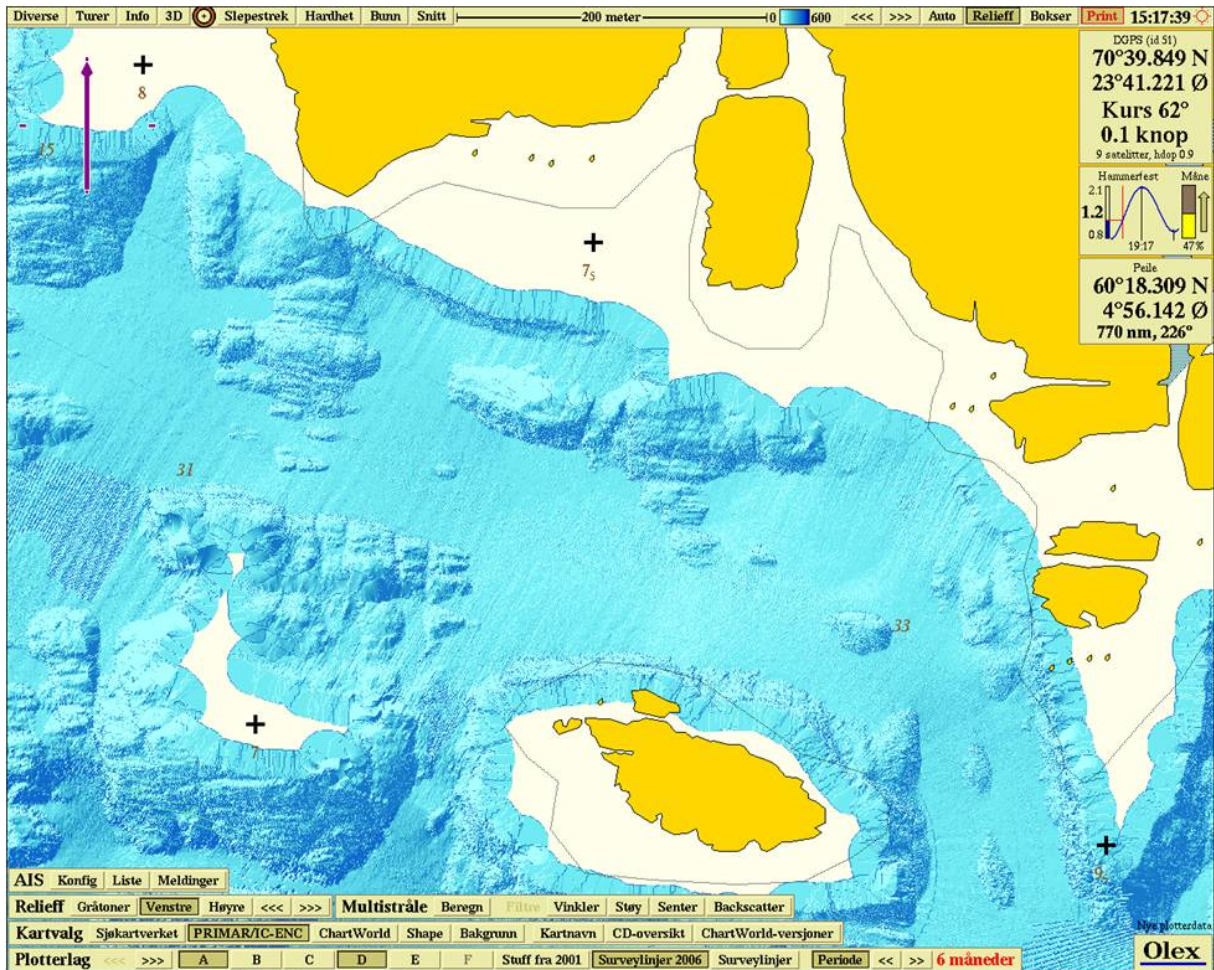 Diverse Turer Info 3D Slepestrek Hardhet Bunn Snitt 200 meter 0 600 <<< >>> Auto Relieff Bokser Print 15:17:39
DGPS (id 51)
70°39.849 N
23°41.221 Ø
Kurs 62°
0.1 knop
9 satelitter, hdop 0.9
Hammerfest Måne
2.1
1.2
0.8
19:17 47%
Peile
60°18.309 N
4°56.142 Ø
770 nm, 226°
8
15
7₅
31
33
7
9₅
Nye plotterdata
Olex
AIS Konfig Liste Meldinger
Relieff Gråtoner Venstre Høyre <<< >>> Multistråle Beregn Filtre Vinkler Støy Senter Backscatter
Kartvalg Sjøkartverket PRIMAR/IC-ENC ChartWorld Shape Bakgrunn Kartnavn CD-oversikt ChartWorld-versjoner
Plotterlag <<< >>> A B C D E F Stuff fra 2001 Surveylinjer 2006 Surveylinjer Periode << >> 6 måneder